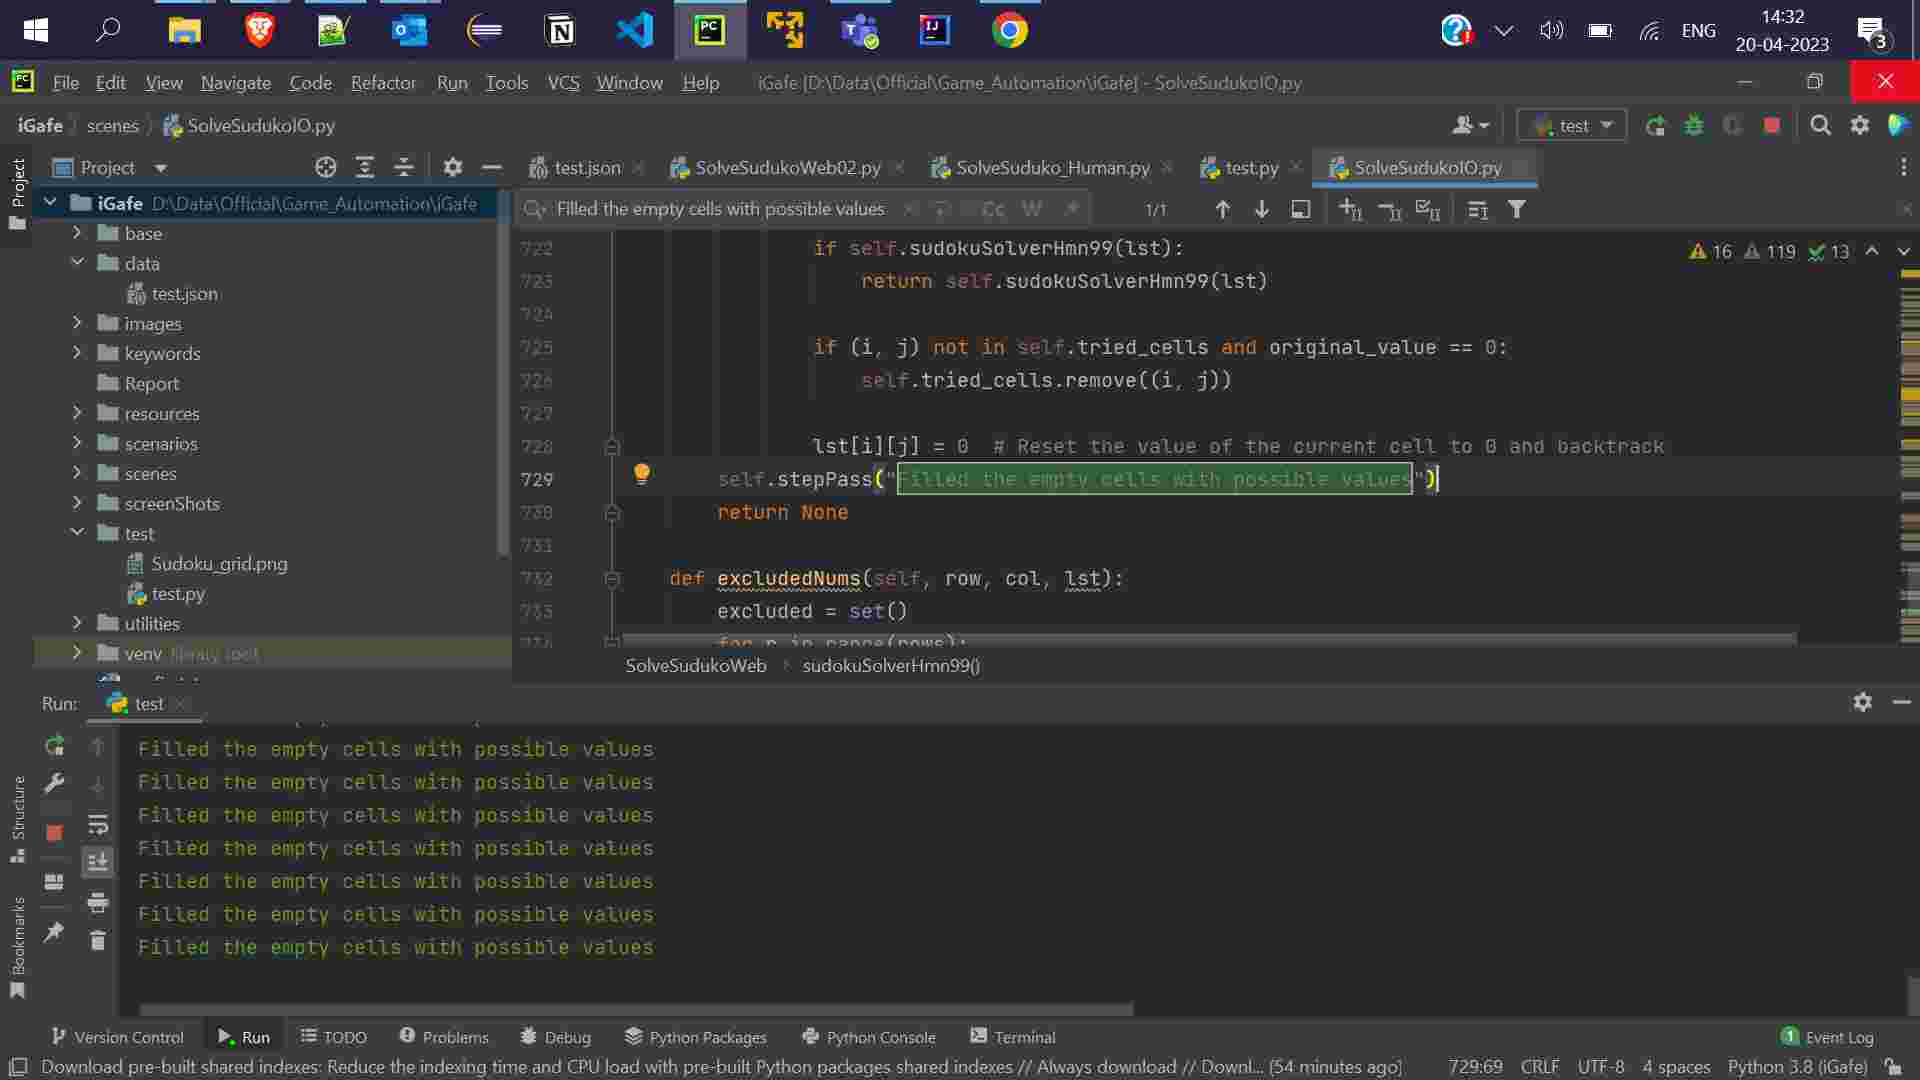 ENG
14:32
20-04-2023
3
File Edit View Navigate Code Refactor Run Tools VCS Window Help iGafe [D:\Data\Official\Game_Automation\iGafe] - SolveSudukoIO.py
iGafe scenes SolveSudukoIO.py
test
Project
test.json SolveSudukoWeb02.py SolveSuduko_Human.py test.py SolveSudukoIO.py
Filled the empty cells with possible values Cc W 1/1
iGafe D:\Data\Official\Game_Automation\iGafe
base
data
test.json
images
keywords
Report
resources
scenarios
scenes
screenShots
test
Sudoku_grid.png
test.py
utilities
venv library root
16 119 13
722 if self.sudokuSolverHmn99(lst):
723 return self.sudokuSolverHmn99(lst)
724
725 if (i, j) not in self.tried_cells and original_value == 0:
726 self.tried_cells.remove((i, j))
727
728 lst[i][j] = 0 # Reset the value of the current cell to 0 and backtrack
729 self.stepPass("Filled the empty cells with possible values")
730 return None
731
732 def excludedNums(self, row, col, lst):
733 excluded = set()
734 for r in range(rows):
SolveSudukoWeb sudokuSolverHmn99()
Project
Structure
Bookmarks
Run: test
Filled the empty cells with possible values
Filled the empty cells with possible values
Filled the empty cells with possible values
Filled the empty cells with possible values
Filled the empty cells with possible values
Filled the empty cells with possible values
Filled the empty cells with possible values
Version Control Run TODO Problems Debug Python Packages Python Console Terminal 1 Event Log
Download pre-built shared indexes: Reduce the indexing time and CPU load with pre-built Python packages shared indexes // Always download // Downl... (54 minutes ago) 729:69 CRLF UTF-8 4 spaces Python 3.8 (iGafe)